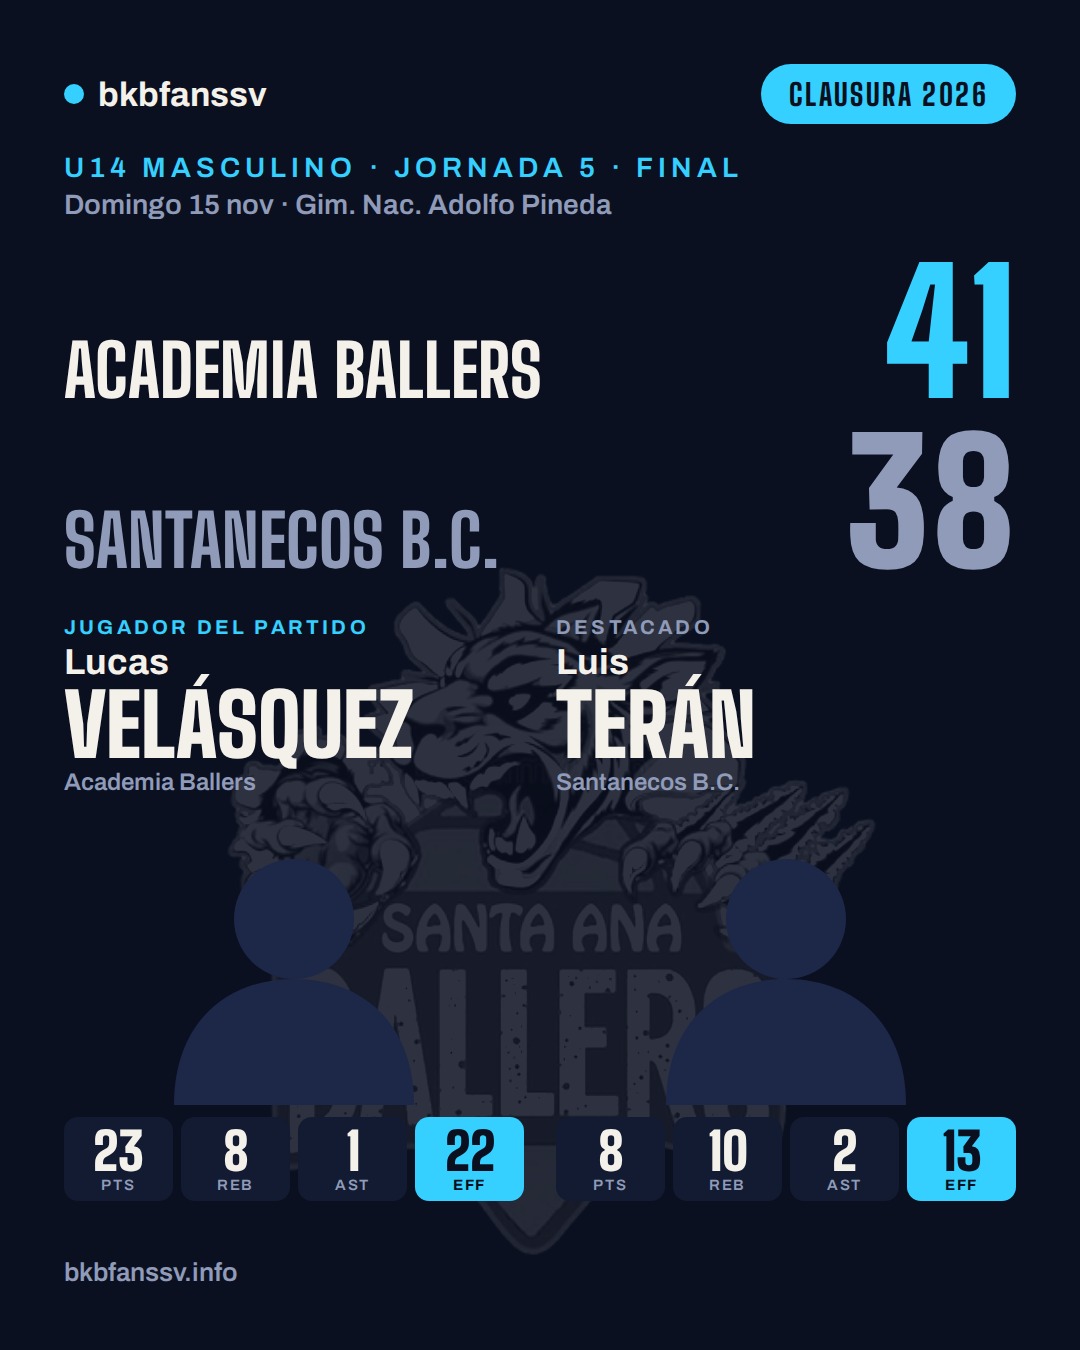 bkbfanssv
CLAUSURA 2026
U14 MASCULINO · JORNADA 5 · FINAL
Domingo 15 nov · Gim. Nac. Adolfo Pineda
ACADEMIA BALLERS 41
SANTANECOS B.C. 38
JUGADOR DEL PARTIDO
Lucas
VELÁSQUEZ
Academia Ballers
DESTACADO
Luis
TERÁN
Santanecos B.C.
SANTA ANA
BALLERS
23 8 1 22
PTS REB AST EFF
8 10 2 13
PTS REB AST EFF
bkbfanssv.info